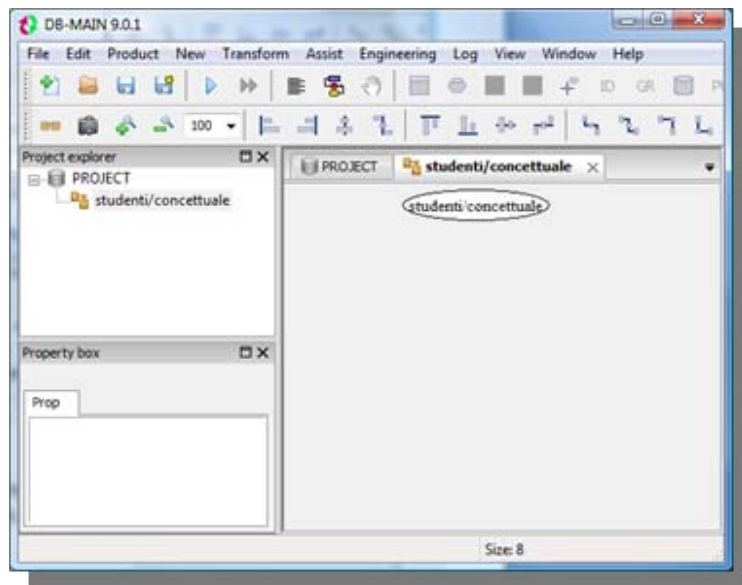 DB-MAIN 9.0.1
File Edit Product New Transform Assist Engineering Log View Window Help
ID GR
100
Project explorer
PROJECT
studenti/concettuale
PROJECT studenti/concettuale
studenti/concettuale
Property box
Prop
Size: 8